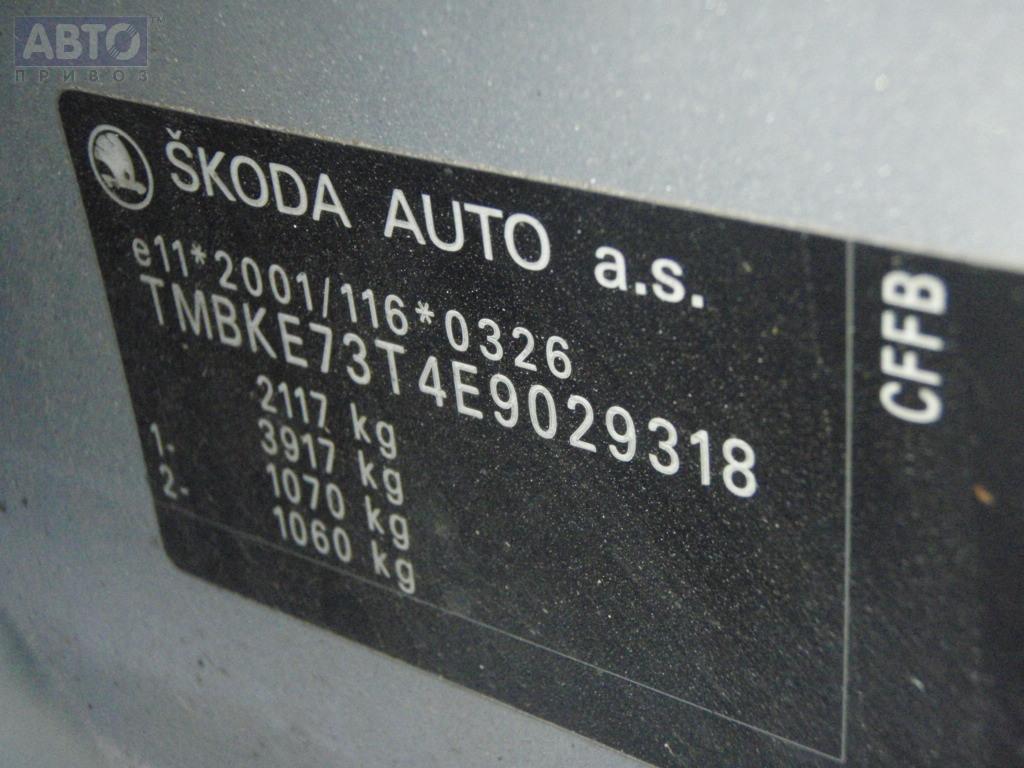 АВТО
ПРИВОЗ
ŠKODA AUTO a.s.
e11*2001/116*0326
TMBKE73T4E9029318
2117 kg
3917 kg
1- 1070 kg
2- 1060 kg
CFFB